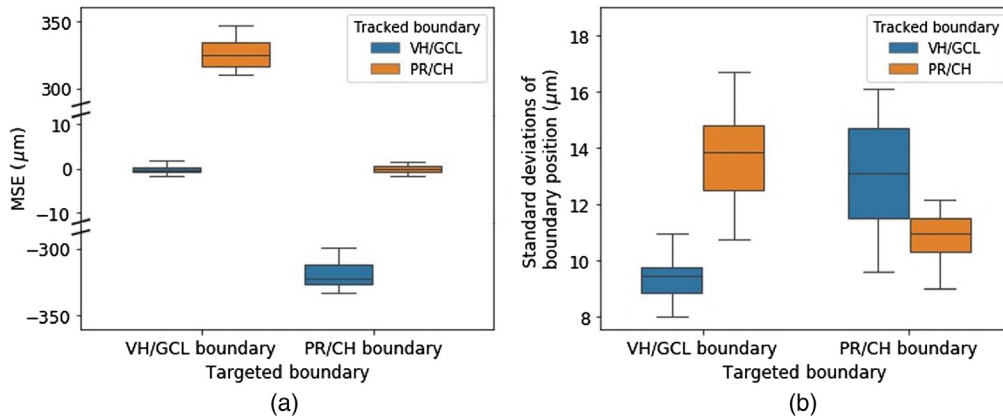 350
300
10
0
−10
−300
−350
MSE (μm)
Tracked boundary
VH/GCL
PR/CH
VH/GCL boundary
PR/CH boundary
Targeted boundary
(a)
18
16
14
12
10
8
Standard deviations of
boundary position (μm)
Tracked boundary
VH/GCL
PR/CH
VH/GCL boundary
PR/CH boundary
Targeted boundary
(b)